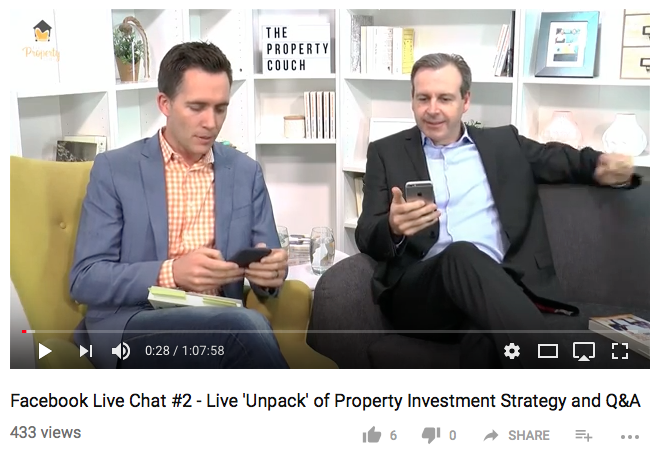 Property
THE
PROPERTY
COUCH
0:28 / 1:07:58
Facebook Live Chat #2 - Live 'Unpack' of Property Investment Strategy and Q&A
433 views
6
0
SHARE